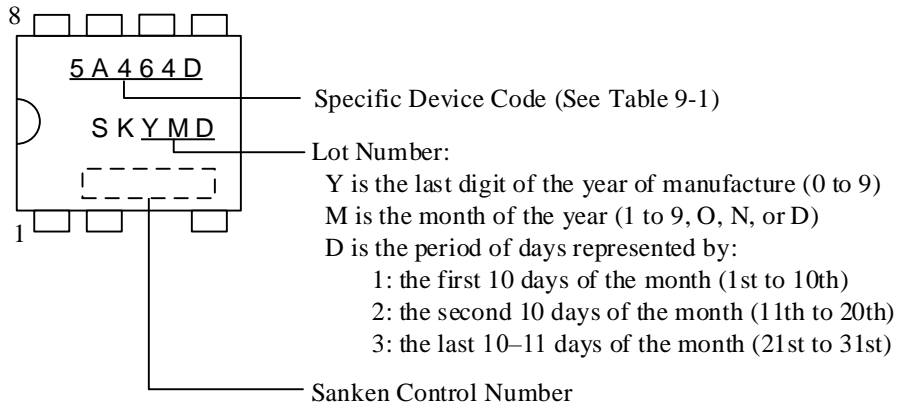 8
5 A 4 6 4 D
Specific Device Code (See Table 9-1)
S K Y M D
Lot Number:
Y is the last digit of the year of manufacture (0 to 9)
M is the month of the year (1 to 9, O, N, or D)
1
D is the period of days represented by:
1: the first 10 days of the month (1st to 10th)
2: the second 10 days of the month (11th to 20th)
3: the last 10–11 days of the month (21st to 31st)
Sanken Control Number